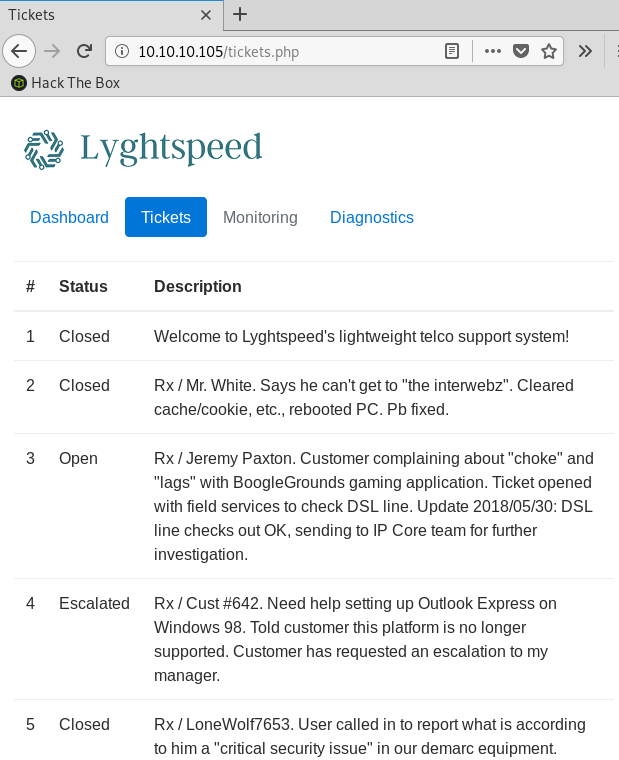 Tickets
10.10.10.105/tickets.php
Hack The Box
Lyghtspeed
Dashboard Tickets Monitoring Diagnostics
# Status Description
1 Closed Welcome to Lyghtspeed's lightweight telco support system!
2 Closed Rx / Mr. White. Says he can't get to "the interwebz". Cleared
cache/cookie, etc., rebooted PC. Pb fixed.
3 Open Rx / Jeremy Paxton. Customer complaining about "choke" and
"lags" with BoogleGrounds gaming application. Ticket opened
with field services to check DSL line. Update 2018/05/30: DSL
line checks out OK, sending to IP Core team for further
investigation.
4 Escalated Rx / Cust #642. Need help setting up Outlook Express on
Windows 98. Told customer this platform is no longer
supported. Customer has requested an escalation to my
manager.
5 Closed Rx / LoneWolf7653. User called in to report what is according
to him a "critical security issue" in our demarc equipment.